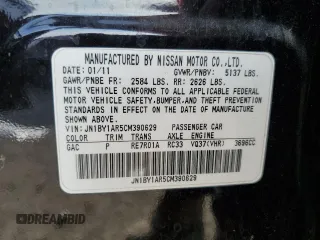 MANUFACTURED BY NISSAN MOTOR CO.,LTD.
DATE: 01/11 GVWR/PNBV: 5137 LBS.
GAWR/PNBE FR: 2584 LBS. RR: 2626 LBS.
THIS VEHICLE CONFORMS TO ALL APPLICABLE FEDERAL
MOTOR VEHICLE SAFETY,BUMPER,AND THEFT PREVENTION
STANDARDS IN EFFECT ON THE DATE OF MANUFACTURE
SHOWN ABOVE.
VIN: JN1BY1AR5CM390629 PASSENGER CAR
COLOR TRIM TRANS AXLE ENGINE
GAC P RE7R01A RC33 VQ37(VHR) 3696CC
JN1BY1AR5CM390629
DREAMBID